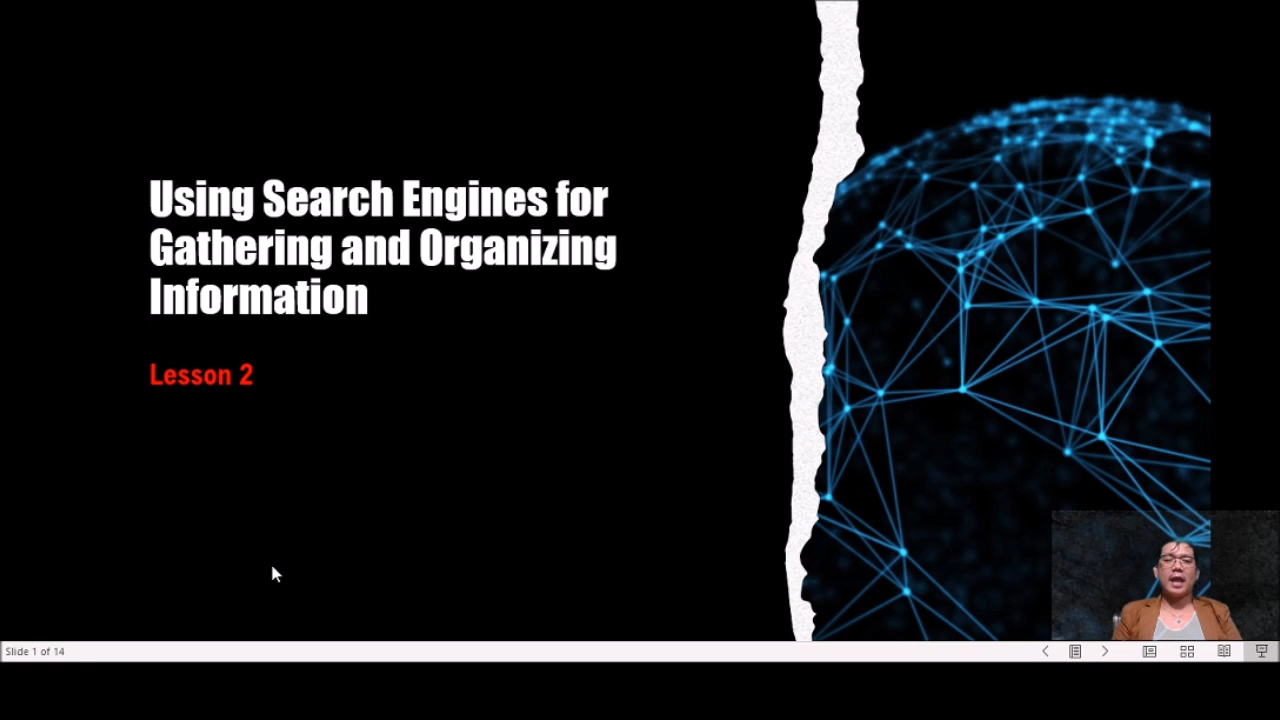 Using Search Engines for
Gathering and Organizing
Information
Lesson 2
Slide 1 of 14